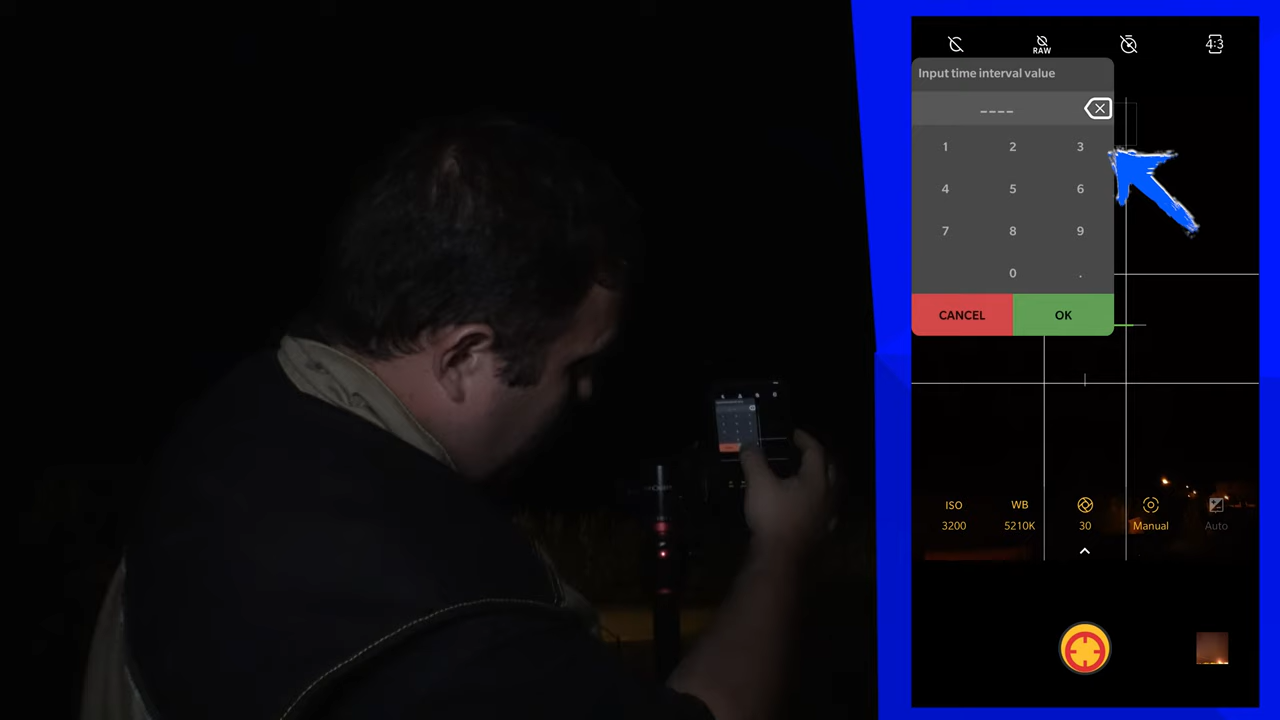 RAW
4:3
Input time interval value
----
1 2 3
4 5 6
7 8 9
0 .
CANCEL OK
ISO WB
3200 5210K 30 Manual Auto